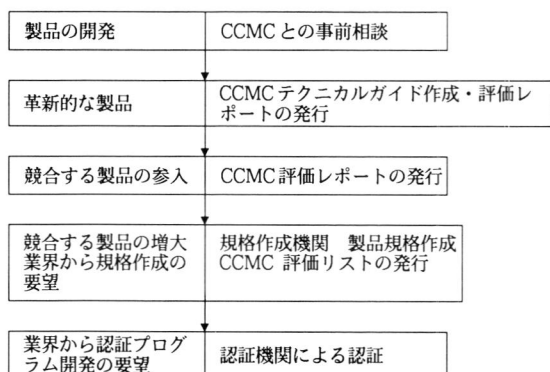 製品の開発
CCMCとの事前相談
革新的な製品
CCMCテクニカルガイド作成・評価レ
ポートの発行
競合する製品の参入
CCMC評価レポートの発行
競合する製品の増大
業界から規格作成の
要望
規格作成機関 製品規格作成
CCMC 評価リストの発行
業界から認証プログ
ラム開発の要望
認証機関による認証